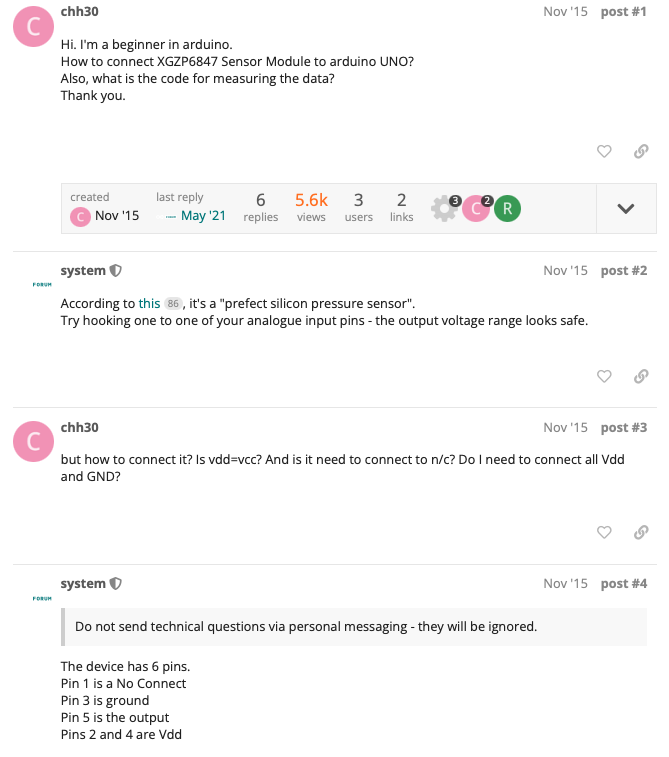 C
chh30
Nov '15
post #1
Hi. I'm a beginner in arduino.
How to connect XGZP6847 Sensor Module to arduino UNO?
Also, what is the code for measuring the data?
Thank you.
created
last reply
6
5.6k
3
2
3
C
2
R
C
Nov '15
May '21
replies
views
users
links
system
Nov '15
post #2
FORUM
According to this 86, it's a "prefect silicon pressure sensor".
Try hooking one to one of your analogue input pins - the output voltage range looks safe.
C
chh30
Nov '15
post #3
but how to connect it? Is vdd=vcc? And is it need to connect to n/c? Do I need to connect all Vdd
and GND?
system
Nov '15
post #4
FORUM
Do not send technical questions via personal messaging - they will be ignored.
The device has 6 pins.
Pin 1 is a No Connect
Pin 3 is ground
Pin 5 is the output
Pins 2 and 4 are Vdd